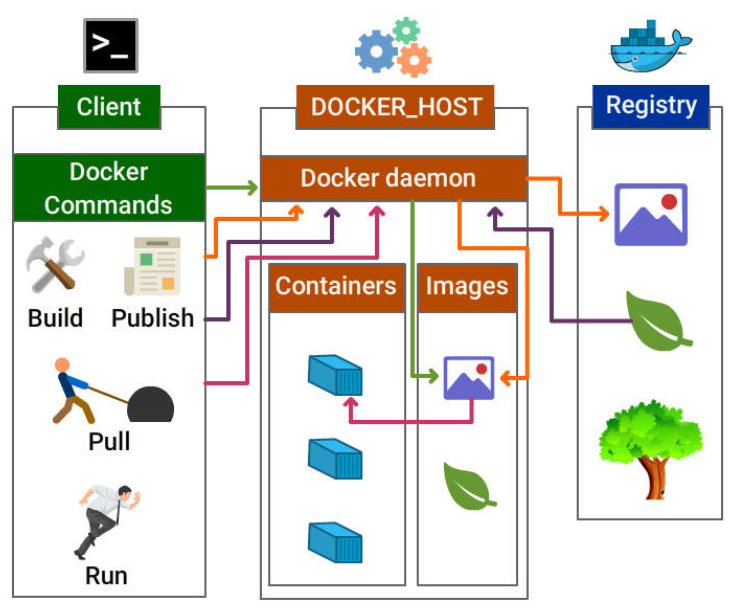 >_
Client
DOCKER_HOST
Registry
Docker
Commands
Docker daemon
Build
Publish
Containers
Images
Pull
Run